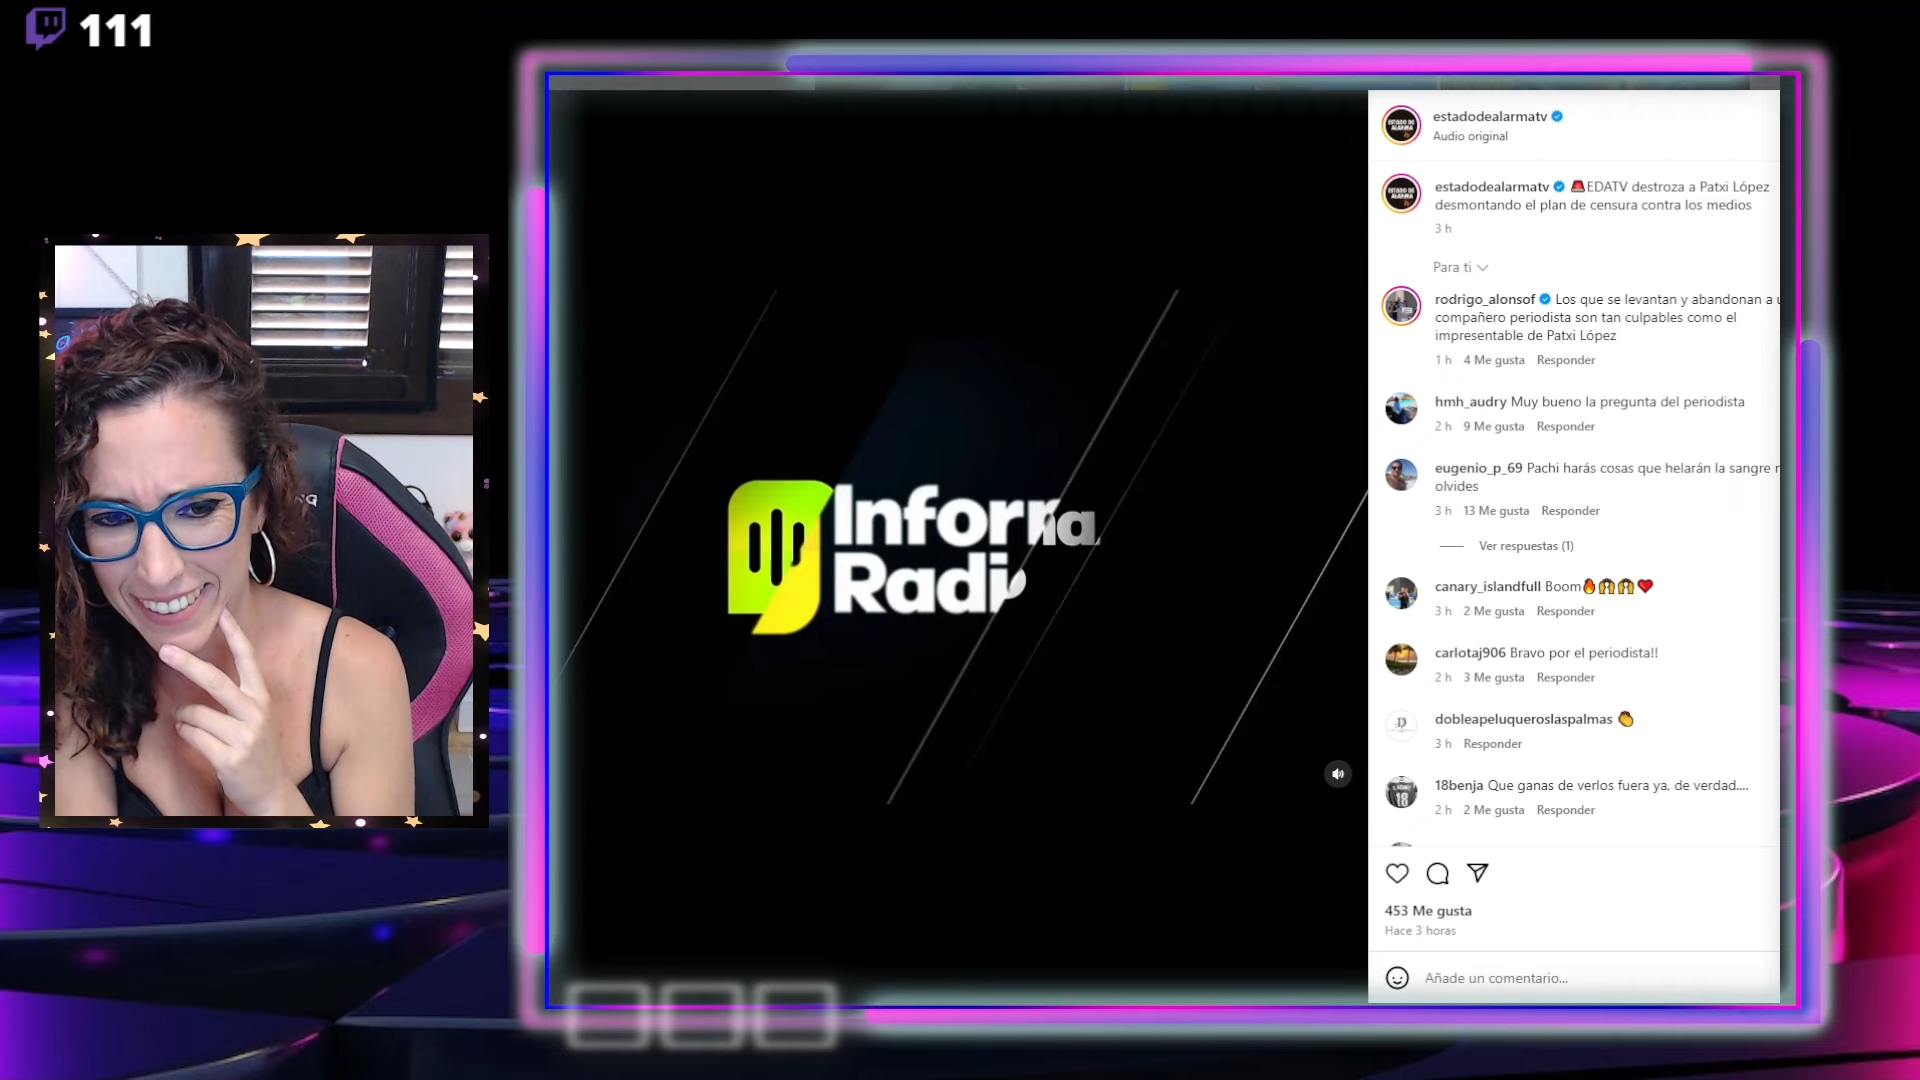 111
estadodealarmatv
Audio original
estadodealarmatv 🚨EDATV destroza a Patxi López
desmontando el plan de censura contra los medios
3 h
Para ti
rodrigo_alonsof Los que se levantan y abandonan a
compañero periodista son tan culpables como el
impresentable de Patxi López
1 h 4 Me gusta Responder
hmh_audry Muy bueno la pregunta del periodista
2 h 9 Me gusta Responder
eugenio_p_69 Pachi harás cosas que helarán la sangre
olvides
3 h 13 Me gusta Responder
Ver respuestas (1)
canary_islandfull Boom🔥🙌🙌❤️
3 h 2 Me gusta Responder
carlotaj906 Bravo por el periodista!!
2 h 3 Me gusta Responder
dobleapeluqueroslaspalmas 👏
3 h Responder
18benja Que ganas de verlos fuera ya, de verdad....
2 h 2 Me gusta Responder
453 Me gusta
Hace 3 horas
Añade un comentario...
Informa
Radio